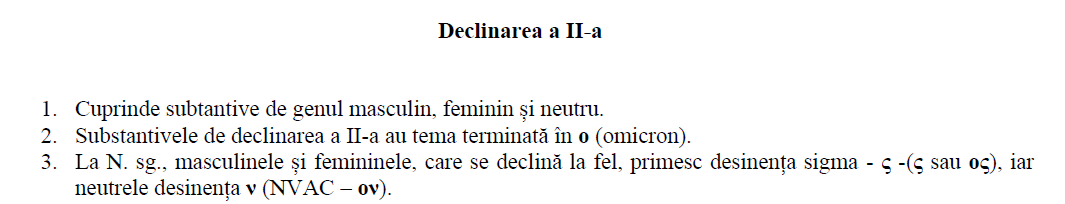 Declinarea a II-a
1. Cuprinde subtantive de genul masculin, feminin și neutru.
2. Substantivele de declinarea a II-a au tema terminată în ο (omicron).
3. La N. sg., masculinele și femininele, care se declină la fel, primesc desinența sigma - ς -(ς sau ος), iar
neutrele desinența ν (NVAC – ον).